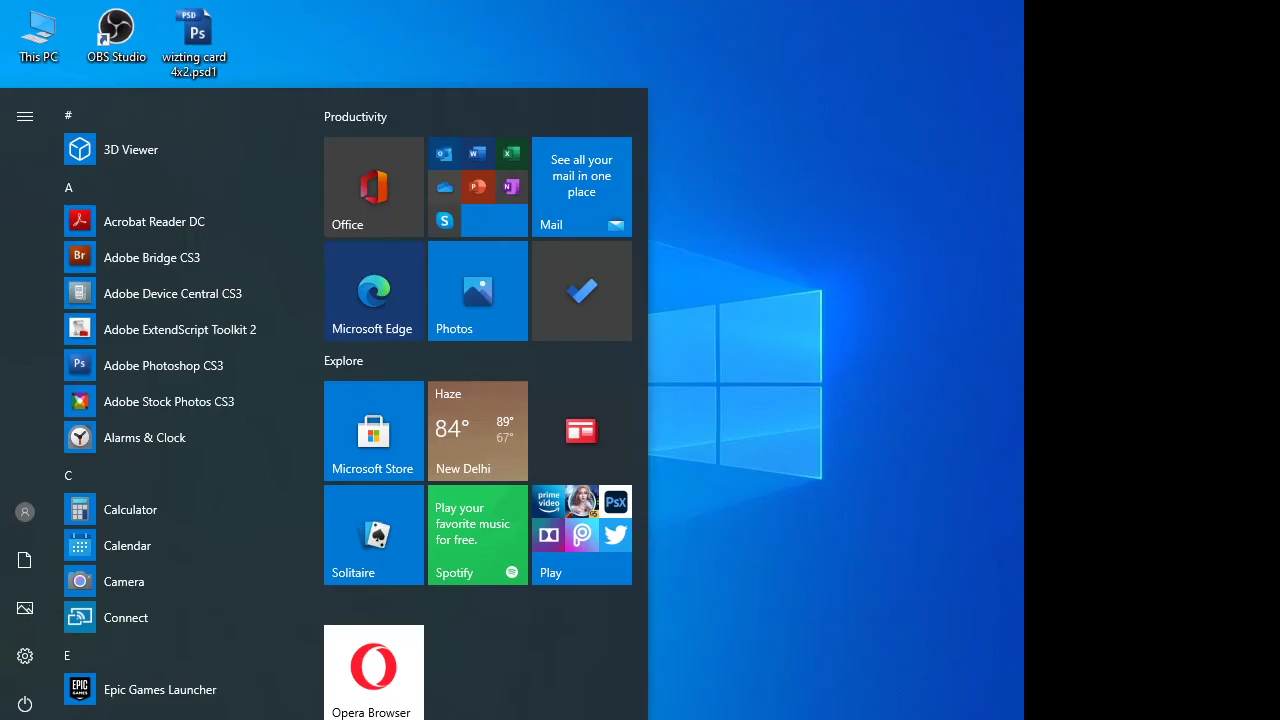 This PC
OBS Studio
wizting card
4x2.psd1
#
3D Viewer
A
Acrobat Reader DC
Adobe Bridge CS3
Adobe Device Central CS3
Adobe ExtendScript Toolkit 2
Adobe Photoshop CS3
Adobe Stock Photos CS3
Alarms & Clock
C
Calculator
Calendar
Camera
Connect
E
Epic Games Launcher
Productivity
Office
See all your
mail in one
place
Mail
Microsoft Edge
Photos
Explore
Microsoft Store
Haze
84°
89°
67°
New Delhi
Solitaire
Play your
favorite music
for free.
Spotify
prime
video
PsX
Play
Opera Browser